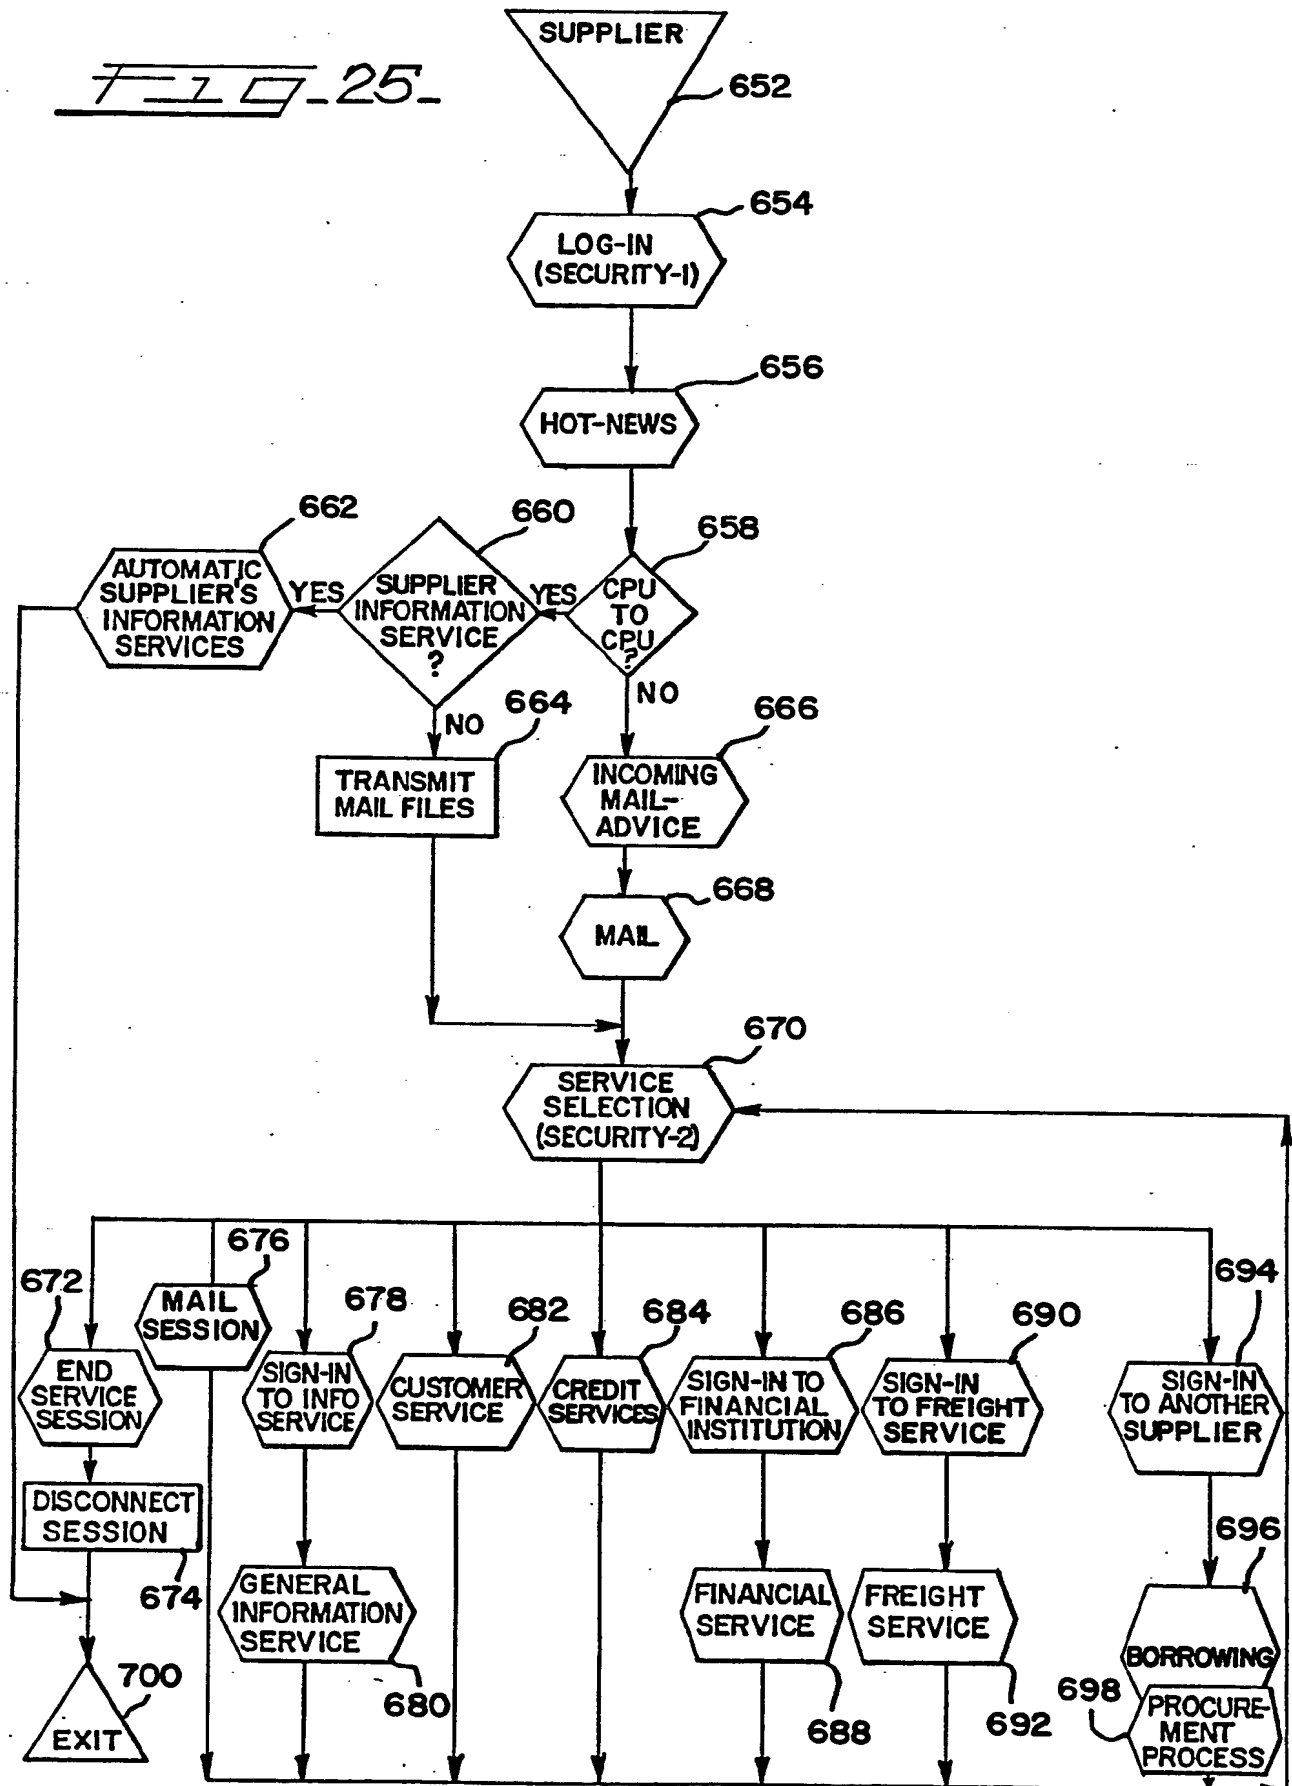 SUPPLIER
Fig_25_
652
654
LOG-IN
(SECURITY-1)
656
HOT-NEWS
662
660
658
AUTOMATIC
SUPPLIER'S
INFORMATION
SERVICES
YES
SUPPLIER
INFORMATION
SERVICE
?
YES
CPU
TO
CPU
?
NO
664
NO
666
TRANSMIT
MAIL FILES
INCOMING
MAIL-
ADVICE
668
MAIL
670
SERVICE
SELECTION
(SECURITY-2)
672
676
678
682
684
686
690
694
MAIL
SESSION
END
SERVICE
SESSION
SIGN-IN
TO INFO
SERVICE
CUSTOMER
SERVICE
CREDIT
SERVICES
SIGN-IN TO
FINANCIAL
INSTITUTION
SIGN-IN
TO FREIGHT
SERVICE
SIGN-IN
TO ANOTHER
SUPPLIER
DISCONNECT
SESSION
674
696
GENERAL
INFORMATION
SERVICE
680
FINANCIAL
SERVICE
688
FREIGHT
SERVICE
692
BORROWING
698
PROCURE-
MENT
PROCESS
700
EXIT